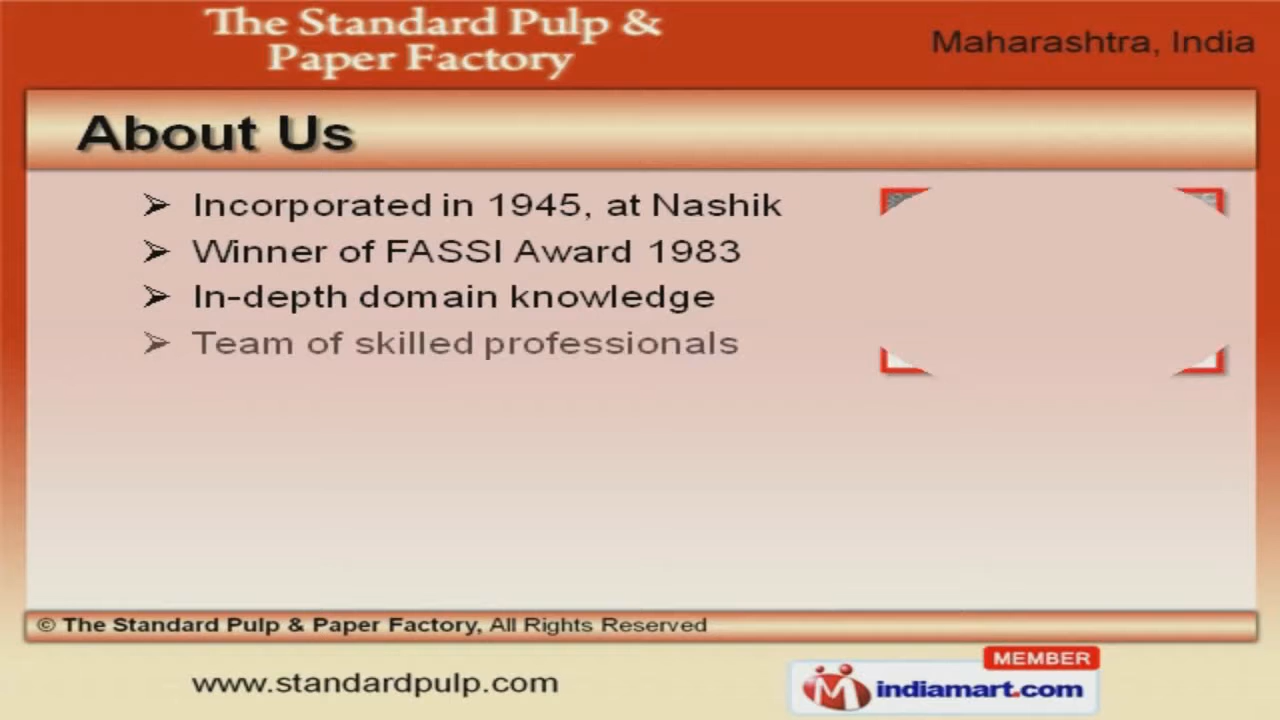 The Standard Pulp &
Paper Factory
Maharashtra, India
About Us
➢ Incorporated in 1945, at Nashik
➢ Winner of FASSI Award 1983
➢ In-depth domain knowledge
➢ Team of skilled professionals
© The Standard Pulp & Paper Factory, All Rights Reserved
www.standardpulp.com
MEMBER
indiamart.com